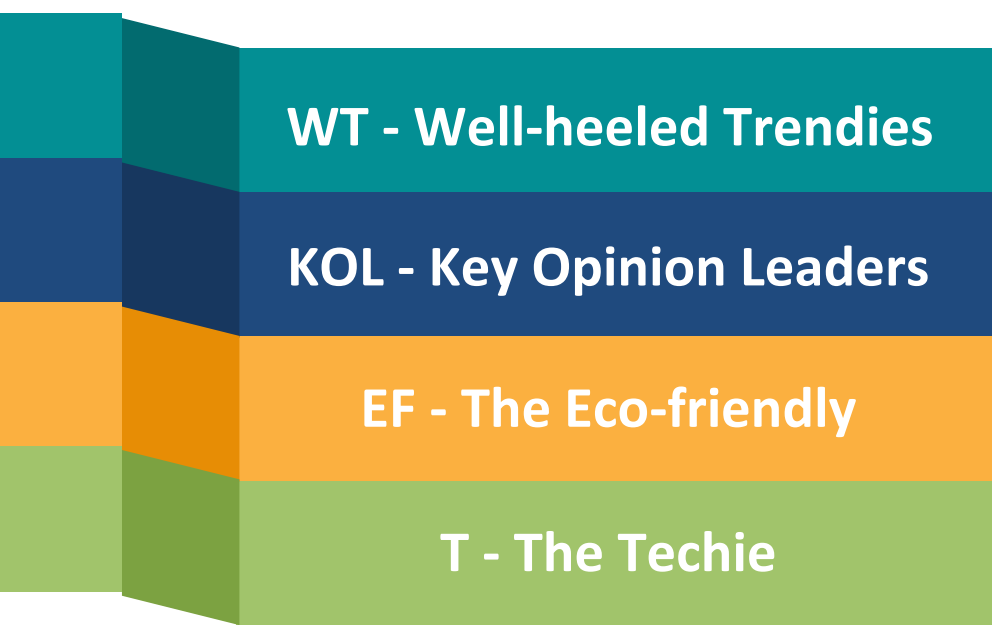 WT - Well-heeled Trendies
KOL - Key Opinion Leaders
EF - The Eco-friendly
T - The Techie